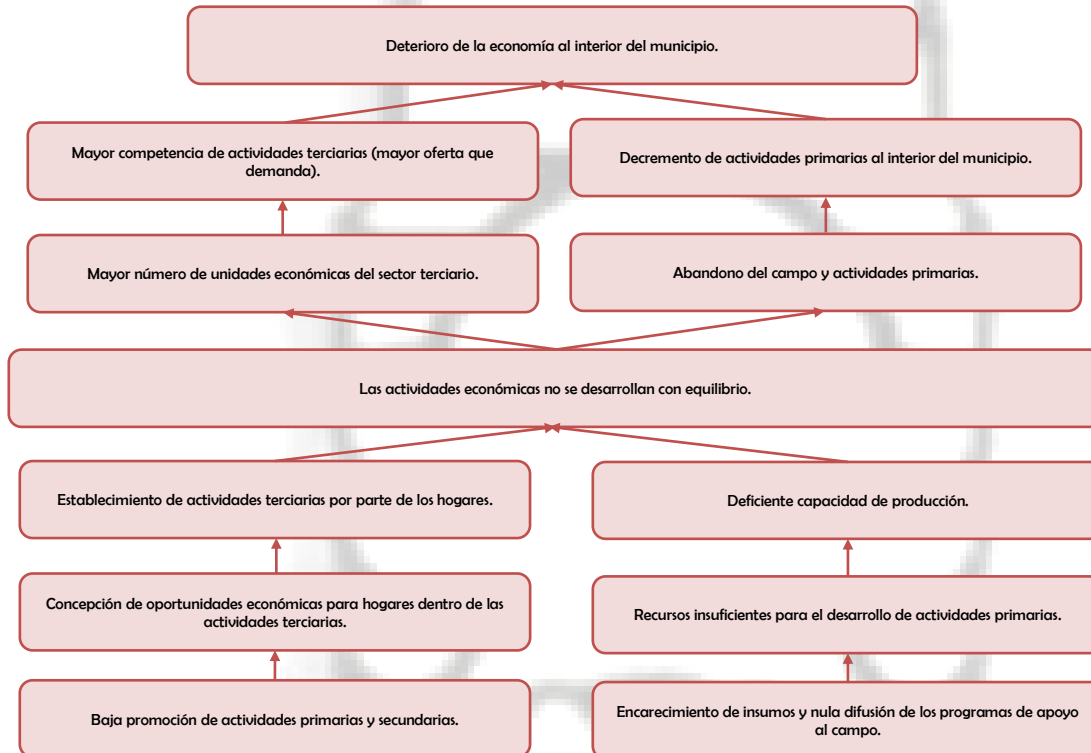 Deterioro de la economía al interior del municipio.
Mayor competencia de actividades terciarias (mayor oferta que
demanda).
Decremento de actividades primarias al interior del municipio.
Mayor número de unidades económicas del sector terciario.
Abandono del campo y actividades primarias.
Las actividades económicas no se desarrollan con equilibrio.
Establecimiento de actividades terciarias por parte de los hogares.
Deficiente capacidad de producción.
Concepción de oportunidades económicas para hogares dentro de las
actividades terciarias.
Recursos insuficientes para el desarrollo de actividades primarias.
Baja promoción de actividades primarias y secundarias.
Encarecimiento de insumos y nula difusión de los programas de apoyo
al campo.